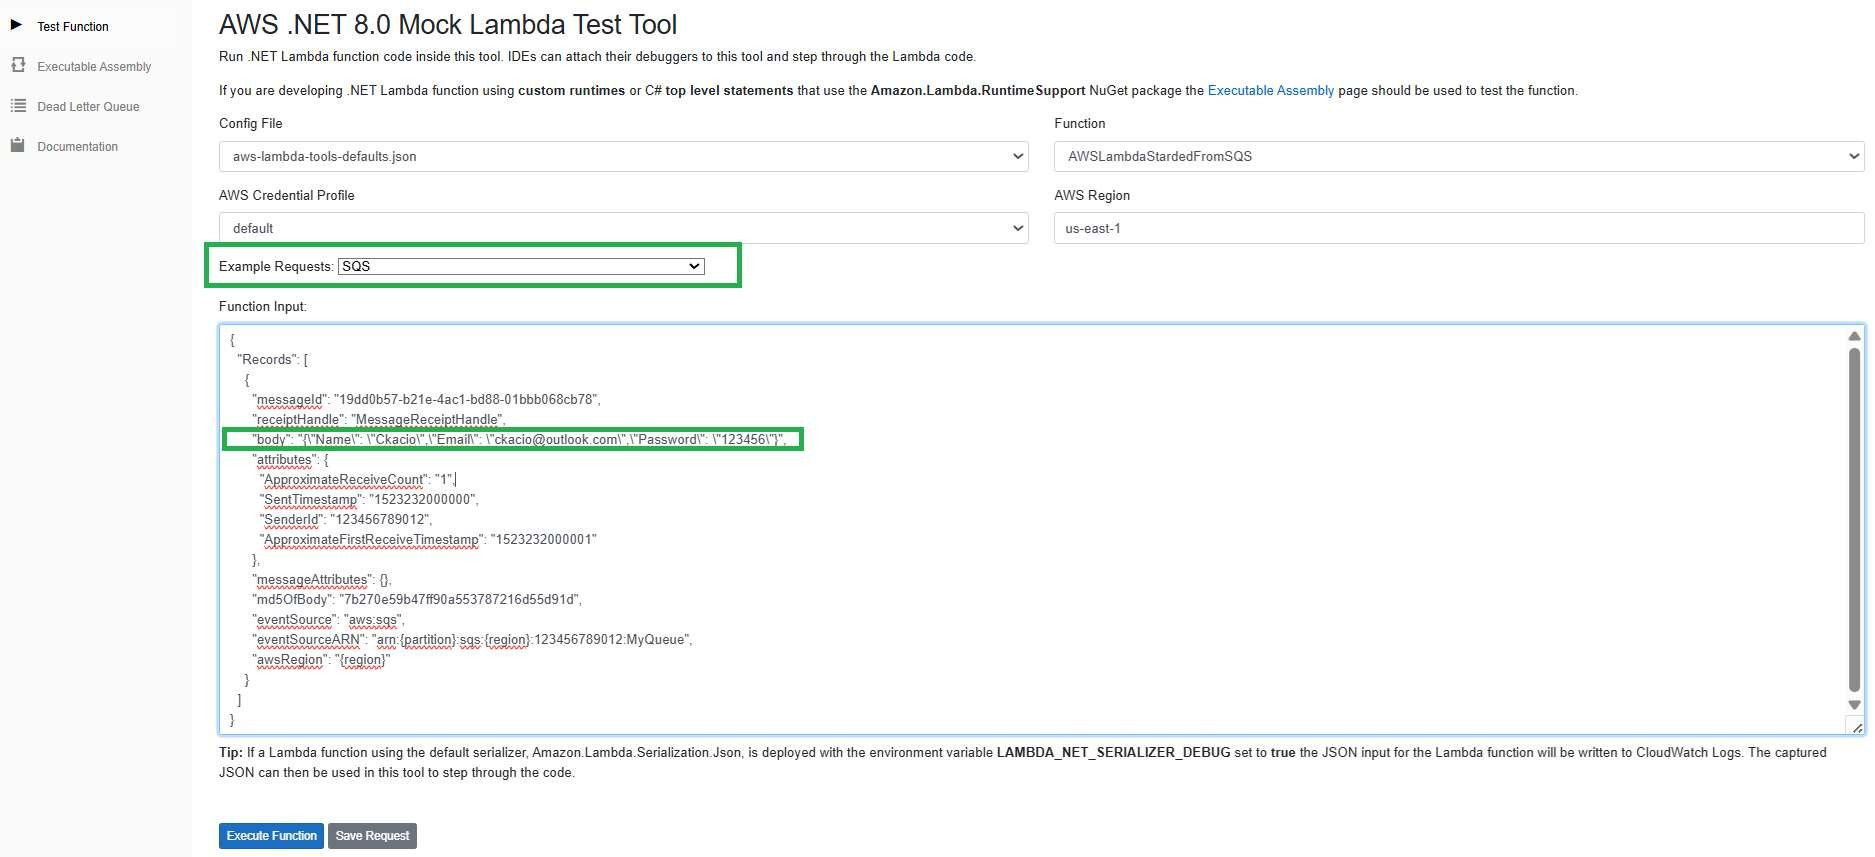 Test Function
Executable Assembly
Dead Letter Queue
Documentation
AWS .NET 8.0 Mock Lambda Test Tool
Run .NET Lambda function code inside this tool. IDEs can attach their debuggers to this tool and step through the Lambda code.
If you are developing .NET Lambda function using custom runtimes or C# top level statements that use the Amazon.Lambda.RuntimeSupport NuGet package the Executable Assembly page should be used to test the function.
Config File
Function
aws-lambda-tools-defaults.json
AWSLambdaStardedFromSQS
AWS Credential Profile
AWS Region
default
us-east-1
Example Requests: SQS
Function Input:
{
"Records": [
{
"messageId": "19dd0b57-b21e-4ac1-bd88-01bbb068cb78",
"receiptHandle": "MessageReceiptHandle",
"body": "{\"Name\": \"Ckacio\",\"Email\": \"ckacio@outlook.com\",\"Password\": \"123456\"}",
"attributes": {
"ApproximateReceiveCount": "1",
"SentTimestamp": "1523232000000",
"SenderId": "123456789012",
"ApproximateFirstReceiveTimestamp": "1523232000001"
},
"messageAttributes": {},
"md5OfBody": "7b270e59b47ff90a553787216d55d91d",
"eventSource": "aws:sqs",
"eventSourceARN": "arn:{partition}:sqs:{region}:123456789012:MyQueue",
"awsRegion": "{region}"
}
]
}
Tip: If a Lambda function using the default serializer, Amazon.Lambda.Serialization.Json, is deployed with the environment variable LAMBDA_NET_SERIALIZER_DEBUG set to true the JSON input for the Lambda function will be written to CloudWatch Logs. The captured
JSON can then be used in this tool to step through the code.
Execute Function
Save Request